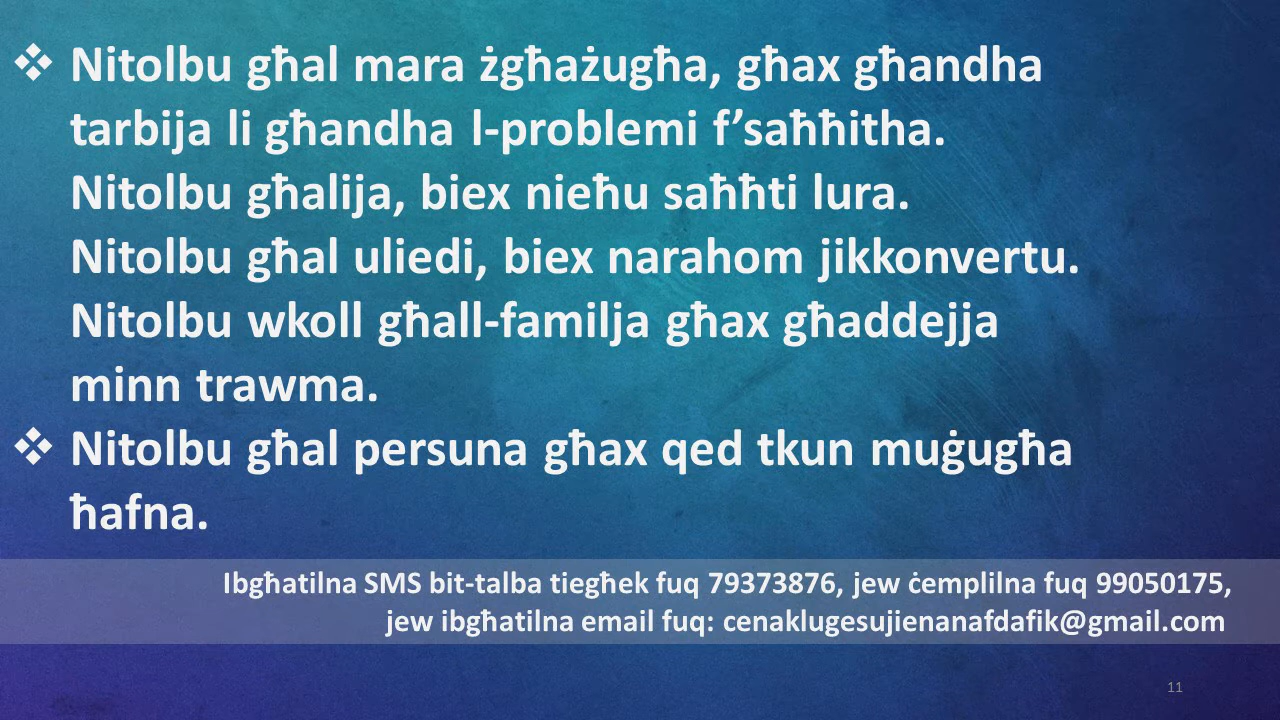 ❖ Nitolbu għal mara żgħażugħa, għax għandha
tarbija li għandha l-problemi f’saħħitha.
Nitolbu għalija, biex nieħu saħħti lura.
Nitolbu għal uliedi, biex narahom jikkonvertu.
Nitolbu wkoll għall-familja għax għaddejja
minn trawma.
❖ Nitolbu għal persuna għax qed tkun muġugħa
ħafna.
Ibgħatilna SMS bit-talba tiegħek fuq 79373876, jew ċemplilna fuq 99050175,
jew ibgħatilna email fuq: cenaklugesujienanafdafik@gmail.com
11